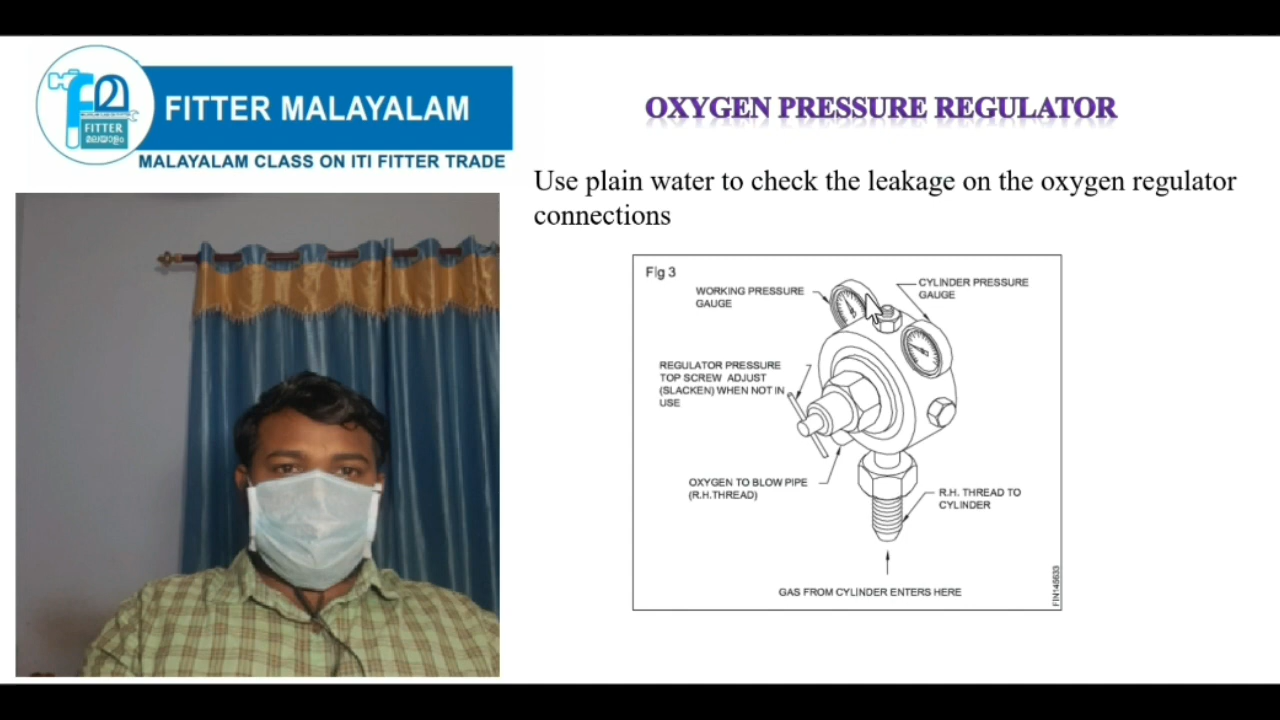 FITTER
മലയാളം
FITTER MALAYALAM
MALAYALAM CLASS ON ITI FITTER TRADE
OXYGEN PRESSURE REGULATOR
Use plain water to check the leakage on the oxygen regulator
connections
Fig 3
WORKING PRESSURE
GAUGE
CYLINDER PRESSURE
GAUGE
REGULATOR PRESSURE
TOP SCREW ADJUST
(SLACKEN) WHEN NOT IN
USE
OXYGEN TO BLOW PIPE
(R.H.THREAD)
R.H. THREAD TO
CYLINDER
GAS FROM CYLINDER ENTERS HERE
FIN145633